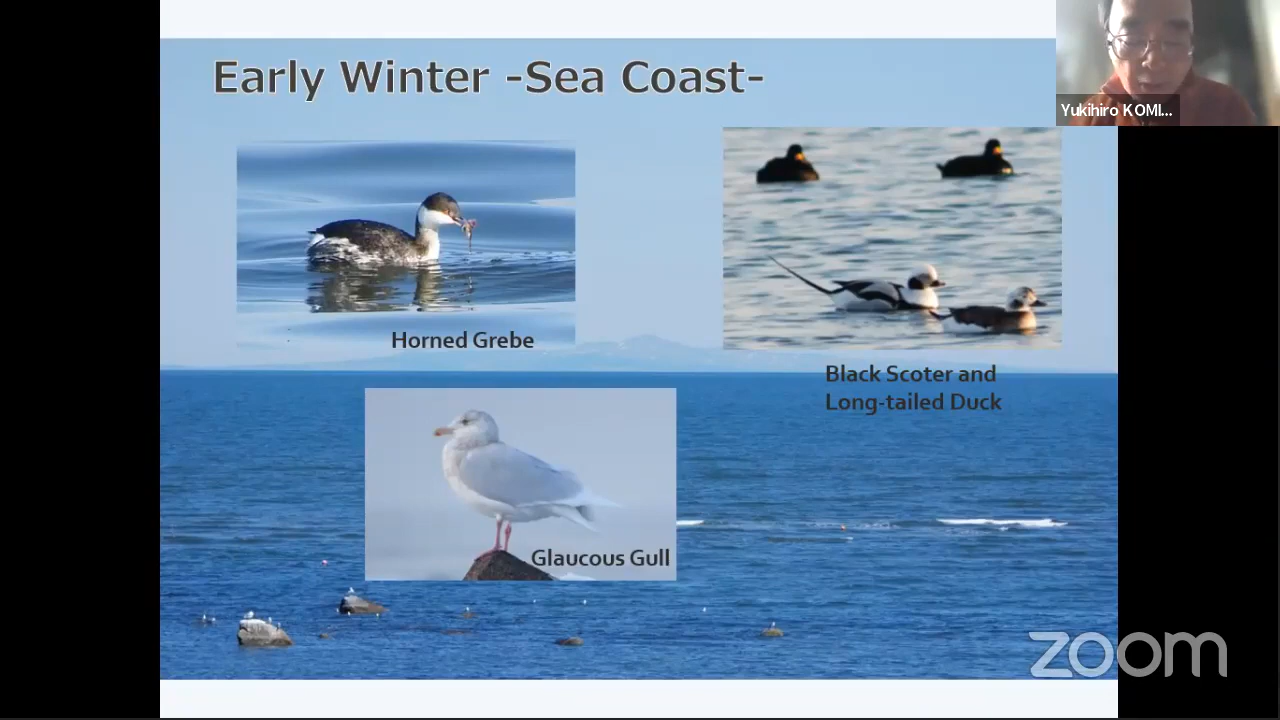 Early Winter -Sea Coast-
Yukihiro KOMI...
Horned Grebe
Black Scoter and
Long-tailed Duck
Glaucous Gull
zoom